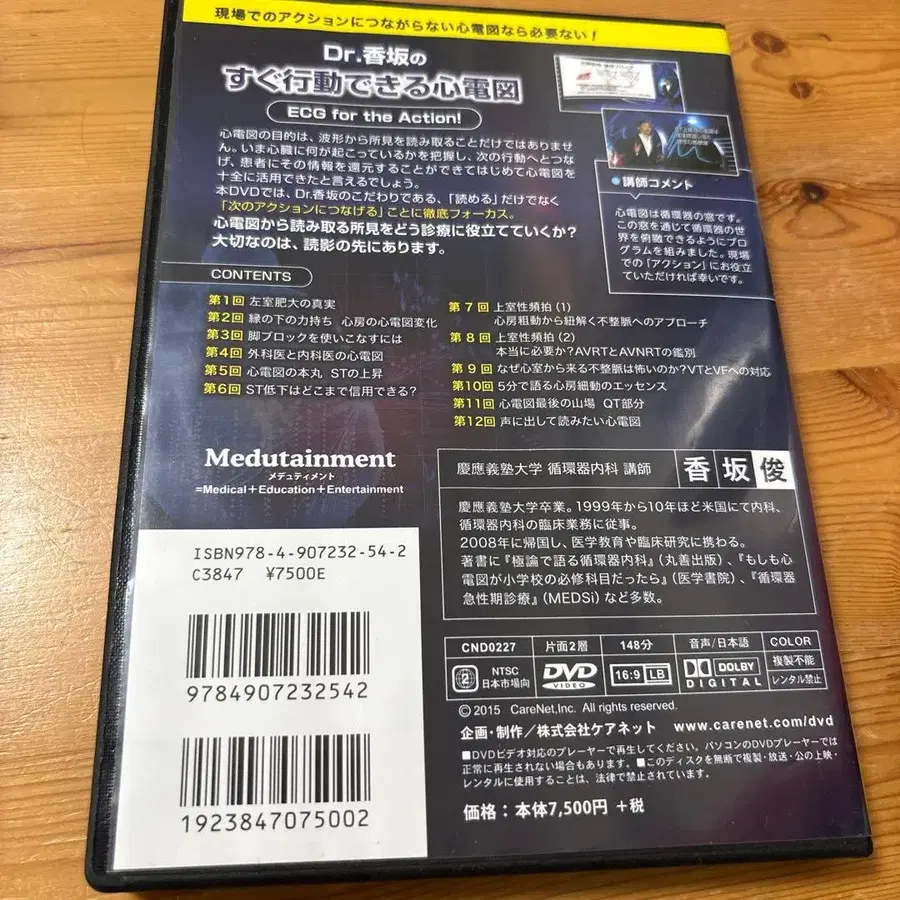 現場でのアクションにつながらない心電図なら必要ない!
Dr.香坂の
すぐ行動できる心電図
ECG for the Action!
心電図の目的は、波形から所見を読み取ることだけではありませ
ん。いま心臓に何が起こっているかを把握し、次の行動へとつな
げ、患者にその情報を還元することができてはじめて心電図を
十全に活用できたと言えるでしょう。
本DVDでは、Dr.香坂のこだわりである、「読める」だけでなく
「次のアクションにつなげる」ことに徹底フォーカス。
心電図から読み取る所見をどう診療に役立てていくか?
大切なのは、読影の先にあります。
講師コメント
心電図は循環器の窓です。
この窓を通じて循環器の世
界を俯瞰できるようにプロ
グラムを組みました。現場
での「アクション」にお役立
ていただければ幸いです。
CONTENTS
第1回 左室肥大の真実
第2回 縁の下の力持ち 心房の心電図変化
第3回 脚ブロックを使いこなすには
第4回 外科医と内科医の心電図
第5回 心電図の本丸 STの上昇
第6回 ST低下はどこまで信用できる?
第7回 上室性頻拍(1)
心房粗動から紐解く不整脈へのアプローチ
第8回 上室性頻拍(2)
本当に必要か?AVRTとAVNRTの鑑別
第9回 なぜ心室から来る不整脈は怖いのか?VTとVFへの対応
第10回 5分で語る心房細動のエッセンス
第11回 心電図最後の山場 QT部分
第12回 声に出して読みたい心電図
Medutainment
メデュテイメント
=Medical+Education+Entertainment
慶應義塾大学 循環器内科 講師 香坂俊
慶應義塾大学卒業。1999年から10年ほど米国にて内科、
循環器内科の臨床業務に従事。
2008年に帰国し、医学教育や臨床研究に携わる。
著書に『極論で語る循環器内科』(丸善出版)、『もしも心
電図が小学校の必修科目だったら』(医学書院)、『循環器
急性期診療』(MEDSi)など多数。
ISBN978-4-907232-54-2
C3847 ¥7500E
9784907232542
1923847075002
CND0227 片面2層 148分 音声/日本語 COLOR
2 NTSC 日本市場向 DVD VIDEO 16:9 LB DOLBY DIGITAL 複製不能 レンタル禁止
©2015 CareNet,Inc. All rights reserved.
企画・制作/株式会社ケアネット www.carenet.com/dvd
■DVDビデオ対応のプレーヤーで再生してください。パソコンのDVDプレーヤーでは
正常に再生されない場合もあります。■このディスクを無断で複製・放送・公の上映・
レンタルに使用することは、法律で禁止されています。
価格:本体7,500円 +税